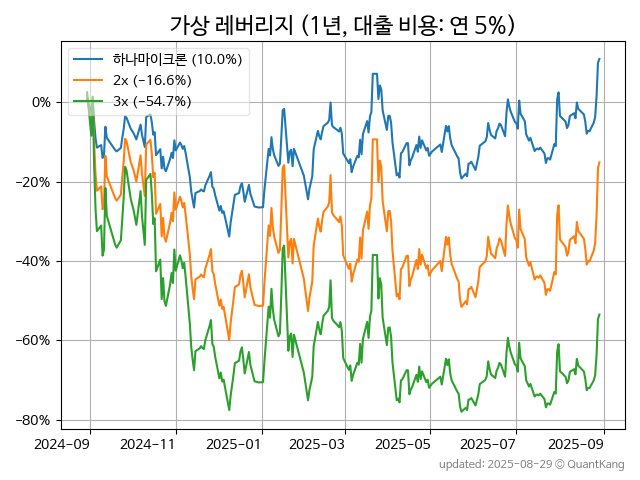 가상 레버리지 (1년, 대출 비용: 연 5%)
하나마이크론 (10.0%)
2x (−16.6%)
3x (−54.7%)
0%
−20%
−40%
−60%
−80%
2024-09 2024-11 2025-01 2025-03 2025-05 2025-07 2025-09
updated: 2025-08-29 © QuantKang